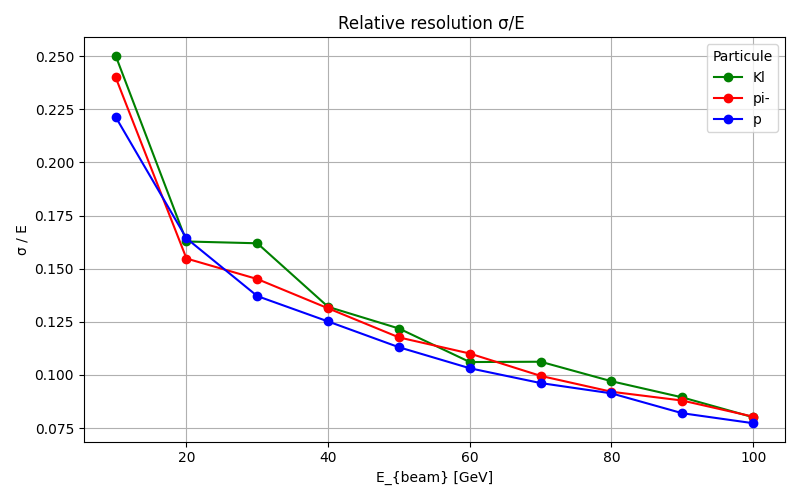 Relative resolution σ/E
Particule
Kl
pi-
p
σ / E
0.250
0.225
0.200
0.175
0.150
0.125
0.100
0.075
20
40
60
80
100
E_{beam} [GeV]